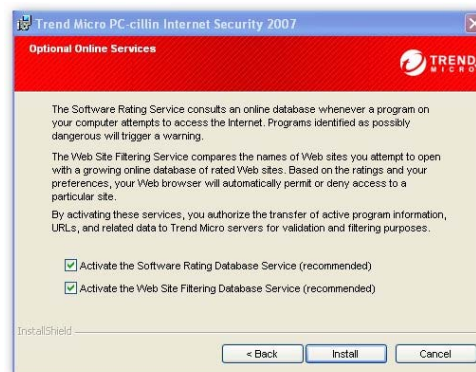 Trend Micro PC-cillin Internet Security 2007
Optional Online Services
TREND
MICRO
The Software Rating Service consults an online database whenever a program on
your computer attempts to access the Internet. Programs identified as possibly
dangerous will trigger a warning.
The Web Site Filtering Service compares the names of Web sites you attempt to open
with a growing online database of rated Web sites. Based on the ratings and your
preferences, your Web browser will automatically permit or deny access to a
particular site.
By activating these services, you authorize the transfer of active program information,
URLs, and related data to Trend Micro servers for validation and filtering purposes.
Activate the Software Rating Database Service (recommended)
Activate the Web Site Filtering Database Service (recommended)
InstallShield
< Back Install Cancel